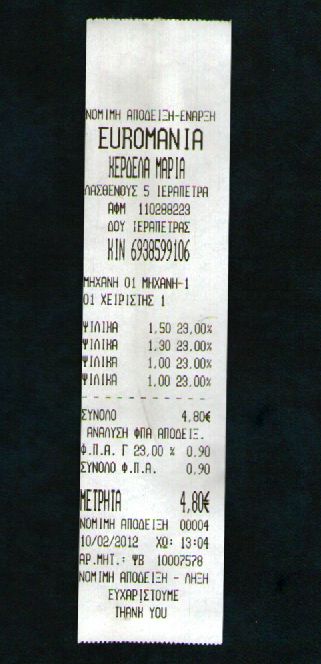 ΝΟΜΙΜΗ ΑΠΟΔΕΙΞΗ-ΕΝΑΡΞΗ
EUROMANIA
ΚΕΡΔΕΛΑ ΜΑΡΙΑ
ΛΑΣΘΕΝΟΥΣ 5 ΙΕΡΑΠΕΤΡΑ
ΑΦΜ 110288223
ΔΟΥ ΙΕΡΑΠΕΤΡΑΣ
ΚΙΝ 6938599106
ΜΗΧΑΝΗ 01 ΜΗΧΑΝΗ-1
01 ΧΕΙΡΙΣΤΗΣ 1
ΨΙΛΙΚΑ 1,50 23.00%
ΨΙΛΙΚΑ 1,30 23.00%
ΨΙΛΙΚΑ 1,00 23.00%
ΨΙΛΙΚΑ 1,00 23.00%
- - - - - - - - - - - -
ΣΥΝΟΛΟ 4,80€
ΑΝΑΛΥΣΗ ΦΠΑ ΑΠΟΔΕΙΞ.
Φ.Π.Α. Γ 23,00 % 0.90
ΣΥΝΟΛΟ Φ.Π.Α. 0.90
ΜΕΤΡΗΤΑ 4,80€
ΝΟΜΙΜΗ ΑΠΟΔΕΙΞΗ 00004
10/02/2012 ΧΩ: 13:04
ΑΡ.ΜΗΤ.: ΨΒ 10007578
ΝΟΜΙΜΗ ΑΠΟΔΕΙΞΗ - ΛΗΞΗ
ΕΥΧΑΡΙΣΤΟΥΜΕ
THANK YOU